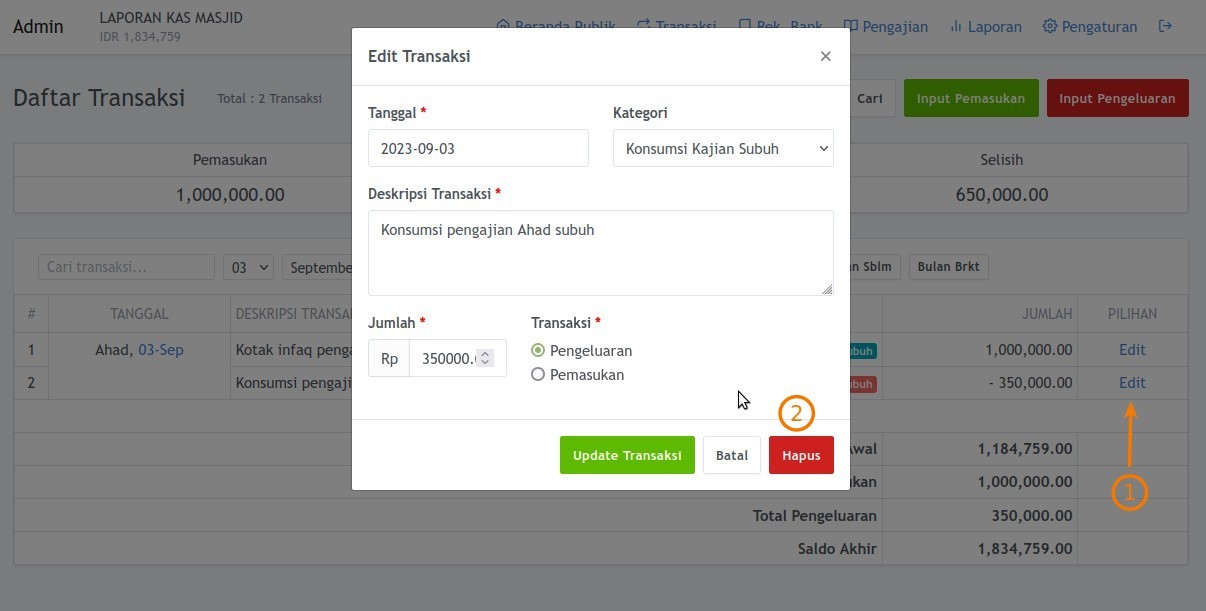 Admin
LAPORAN KAS MASJID
IDR 1,834,759
Beranda Publik Transaksi Rek. Bank Pengajian Laporan Pengaturan
Edit Transaksi ×
Daftar Transaksi Total : 2 Transaksi Cari Input Pemasukan Input Pengeluaran
Tanggal * Kategori
2023-09-03 Konsumsi Kajian Subuh
Pemasukan Selisih
1,000,000.00 650,000.00
Deskripsi Transaksi *
Konsumsi pengajian Ahad subuh
Cari transaksi... 03 Septembe n Sblm Bulan Brkt
# TANGGAL DESKRIPSI TRANSA JUMLAH PILIHAN
Jumlah * Transaksi *
1 Ahad, 03-Sep Kotak infaq penga ubuh 1,000,000.00 Edit
Rp 350000. Pengeluaran
Pemasukan
2 Konsumsi pengaji ubuh - 350,000.00 Edit
2
Update Transaksi Batal Hapus
wal 1,184,759.00
kan 1,000,000.00
1
Total Pengeluaran 350,000.00
Saldo Akhir 1,834,759.00